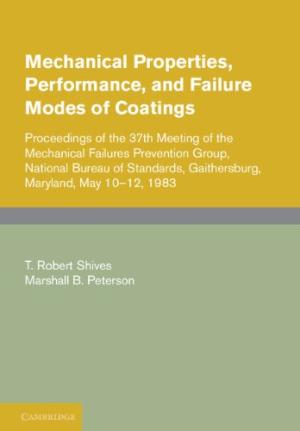 Mechanical Properties,
Performance, and Failure
Modes of Coatings
Proceedings of the 37th Meeting of the
Mechanical Failures Prevention Group,
National Bureau of Standards, Gaithersburg,
Maryland, May 10–12, 1983
T. Robert Shives
Marshall B. Peterson
CAMBRIDGE